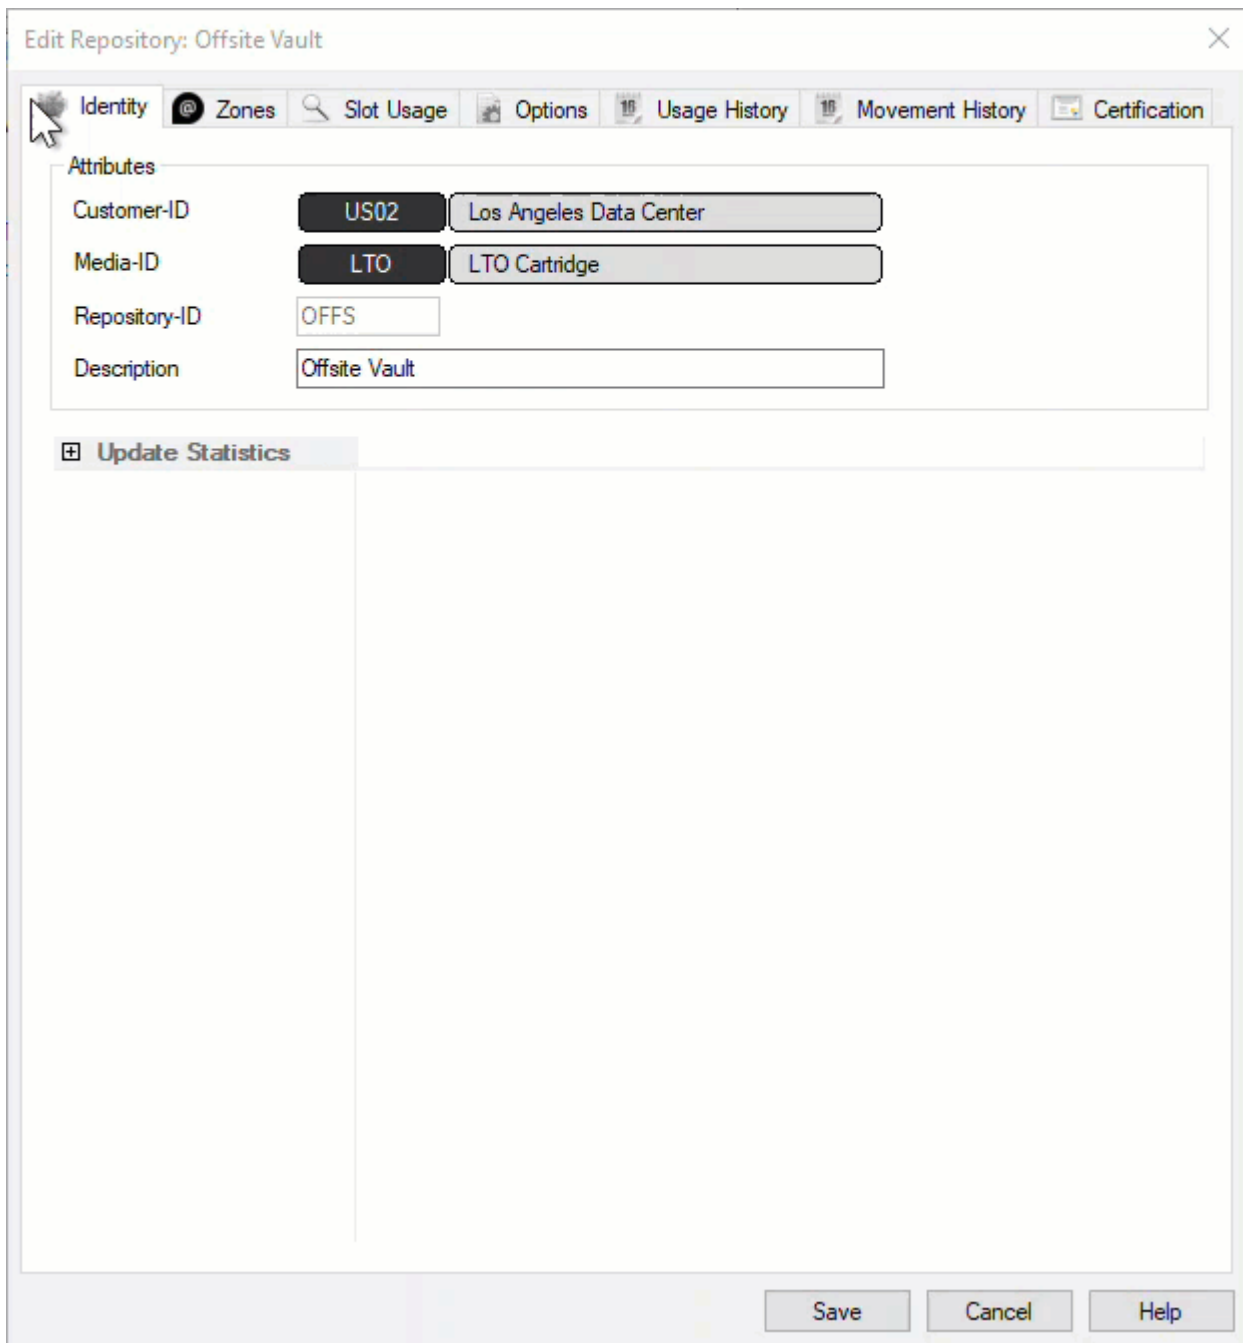 Edit Repository: Offsite Vault
Identity Zones Slot Usage Options Usage History Movement History Certification
Attributes
Customer-ID US02 Los Angeles Data Center
Media-ID LTO LTO Cartridge
Repository-ID OFFS
Description Offsite Vault
Update Statistics
Save Cancel Help